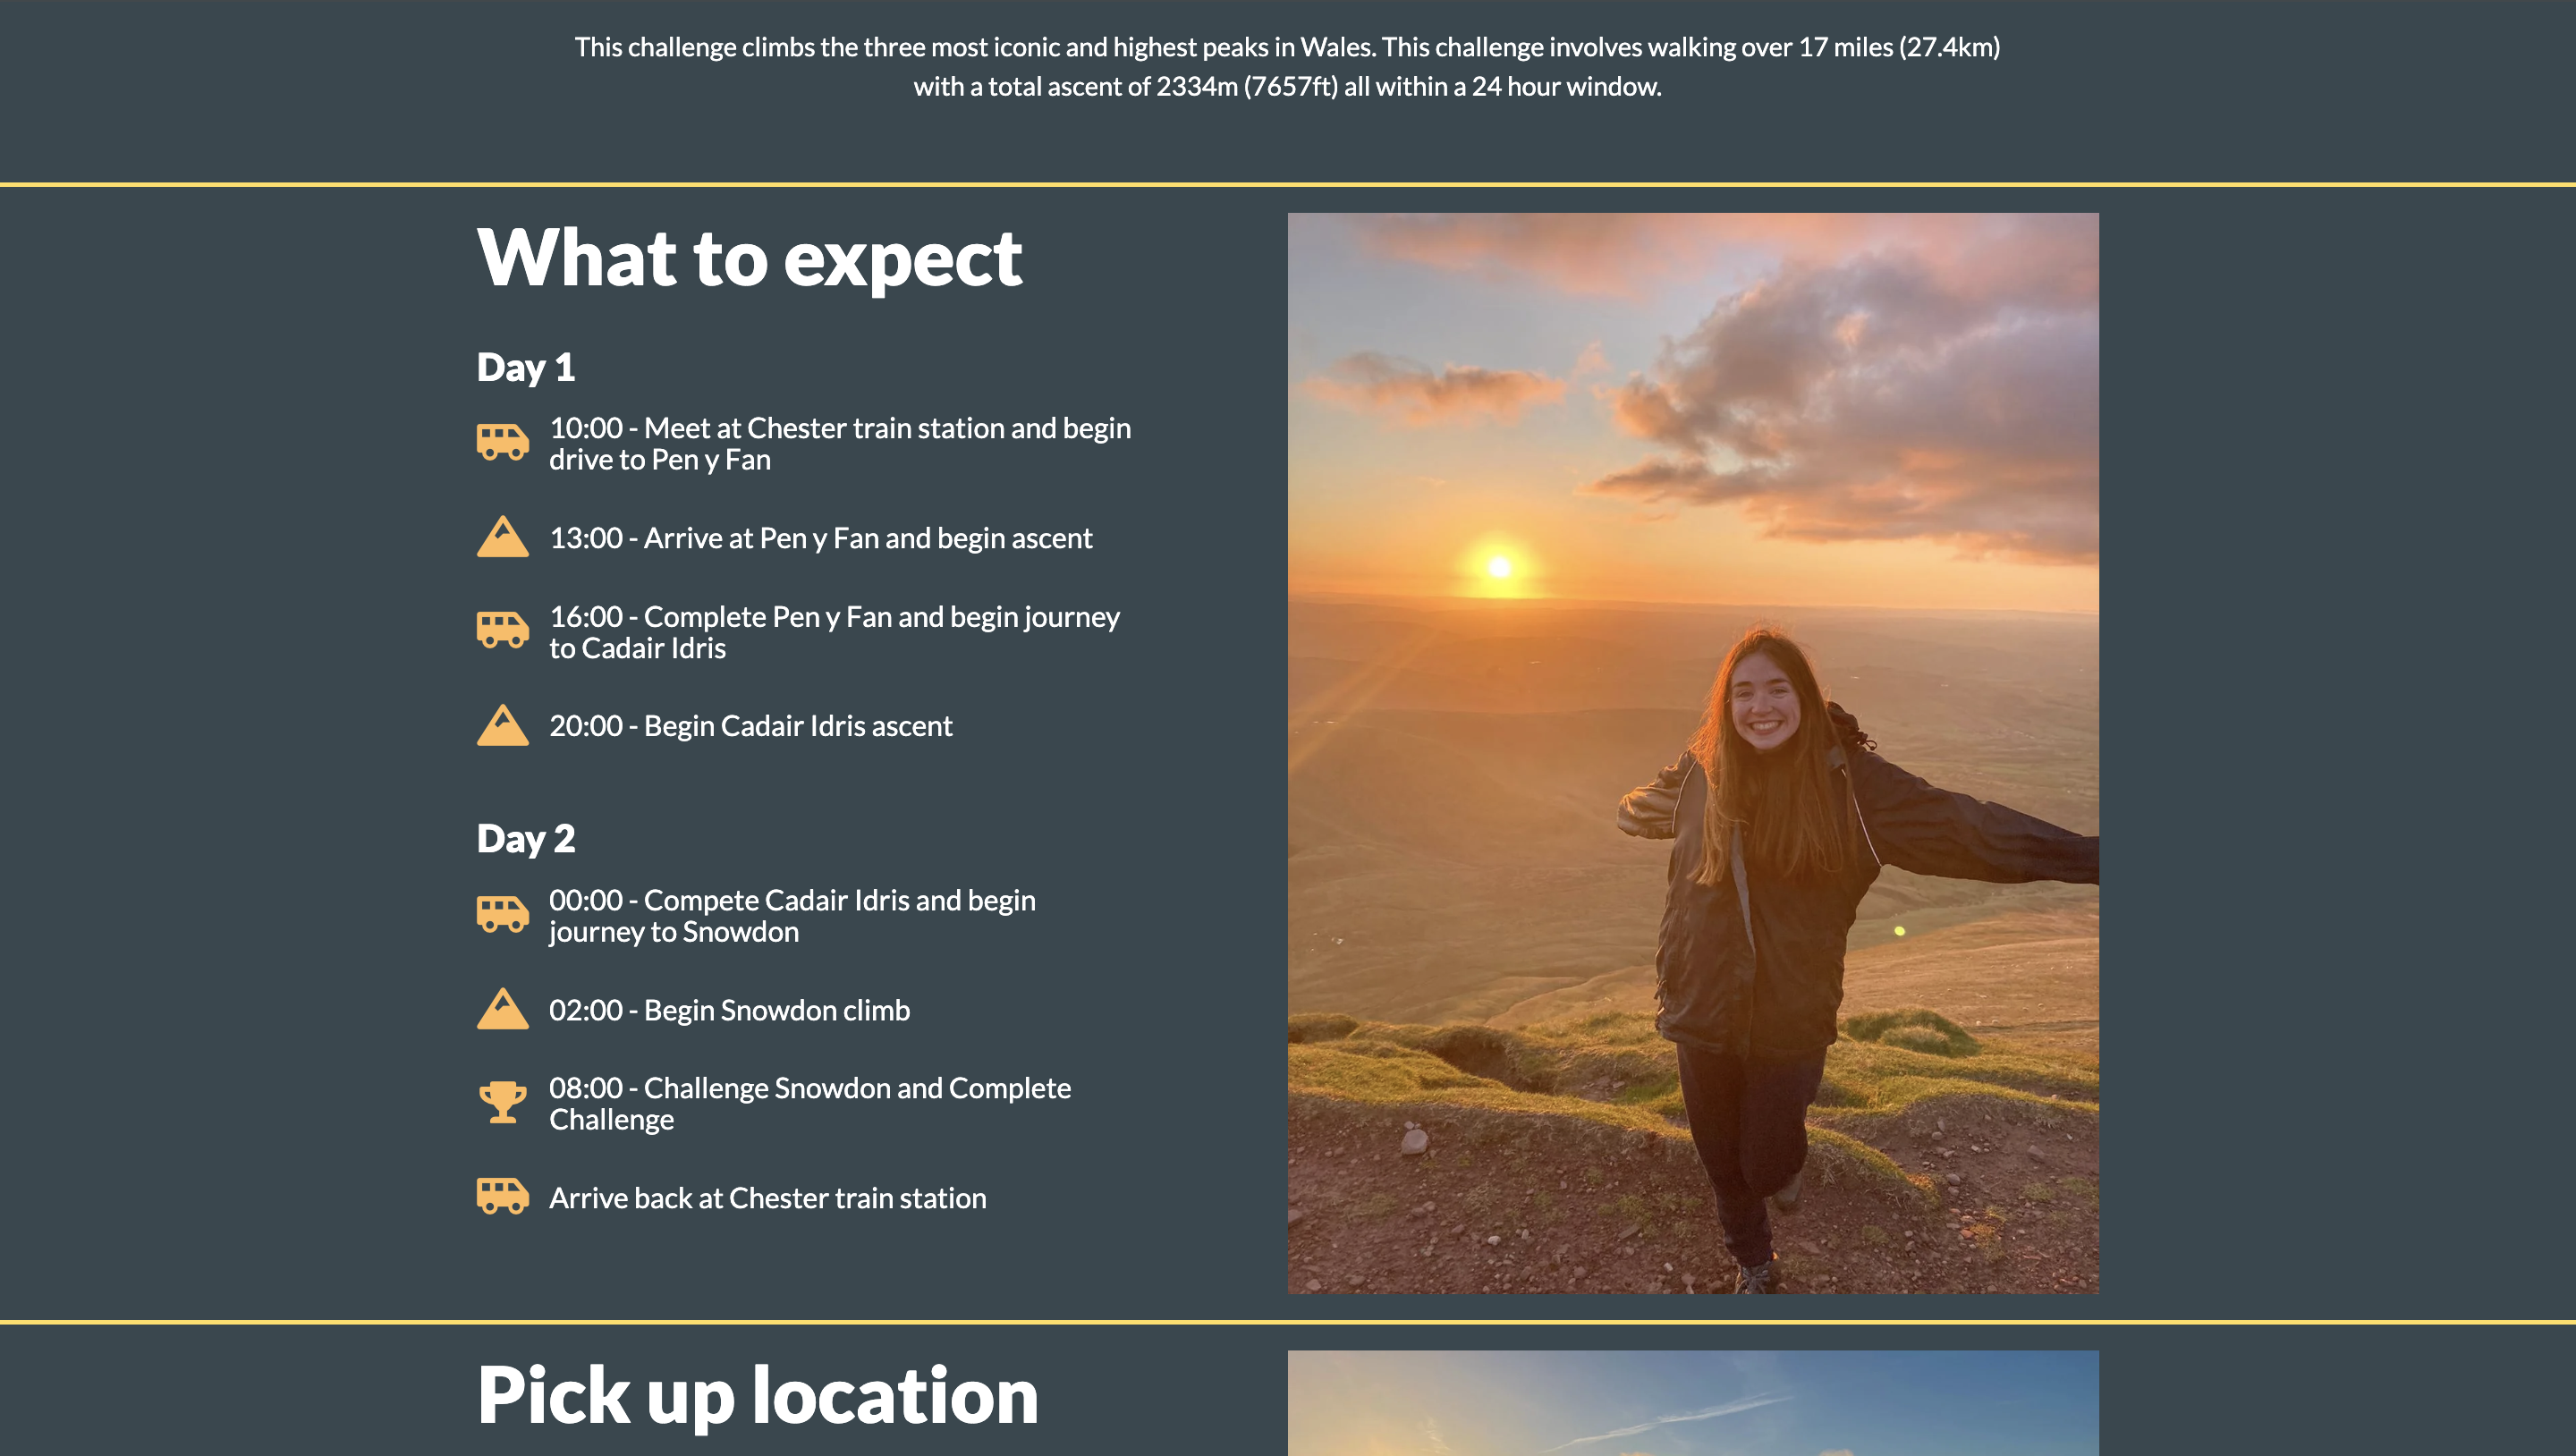 This challenge climbs the three most iconic and highest peaks in Wales. This challenge involves walking over 17 miles (27.4km)
with a total ascent of 2334m (7657ft) all within a 24 hour window.
What to expect
Day 1
10:00 - Meet at Chester train station and begin
drive to Pen y Fan
13:00 - Arrive at Pen y Fan and begin ascent
16:00 - Complete Pen y Fan and begin journey
to Cadair Idris
20:00 - Begin Cadair Idris ascent
Day 2
00:00 - Compete Cadair Idris and begin
journey to Snowdon
02:00 - Begin Snowdon climb
08:00 - Challenge Snowdon and Complete
Challenge
Arrive back at Chester train station
Pick up location